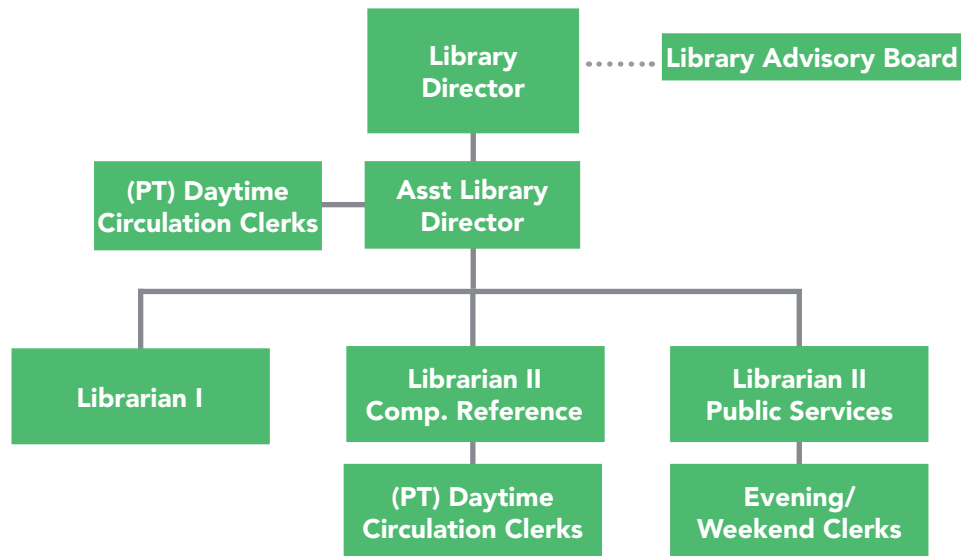 Library
Director
Library Advisory Board
(PT) Daytime
Circulation Clerks
Asst Library
Director
Librarian I
Librarian II
Comp. Reference
Librarian II
Public Services
(PT) Daytime
Circulation Clerks
Evening/
Weekend Clerks